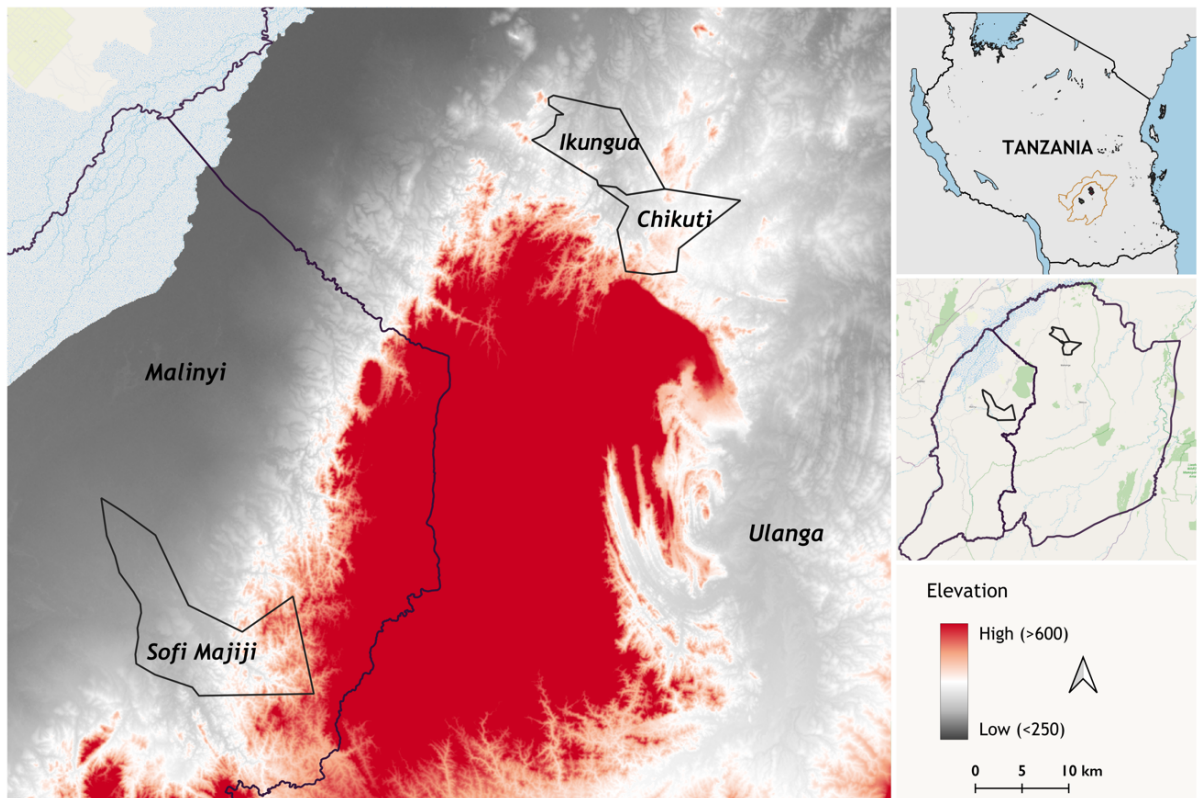 Ikungua
Chikuti
Malinyi
Ulanga
Sofi Majiji
TANZANIA
Elevation
High (>600)
Low (<250)
0 5 10 km